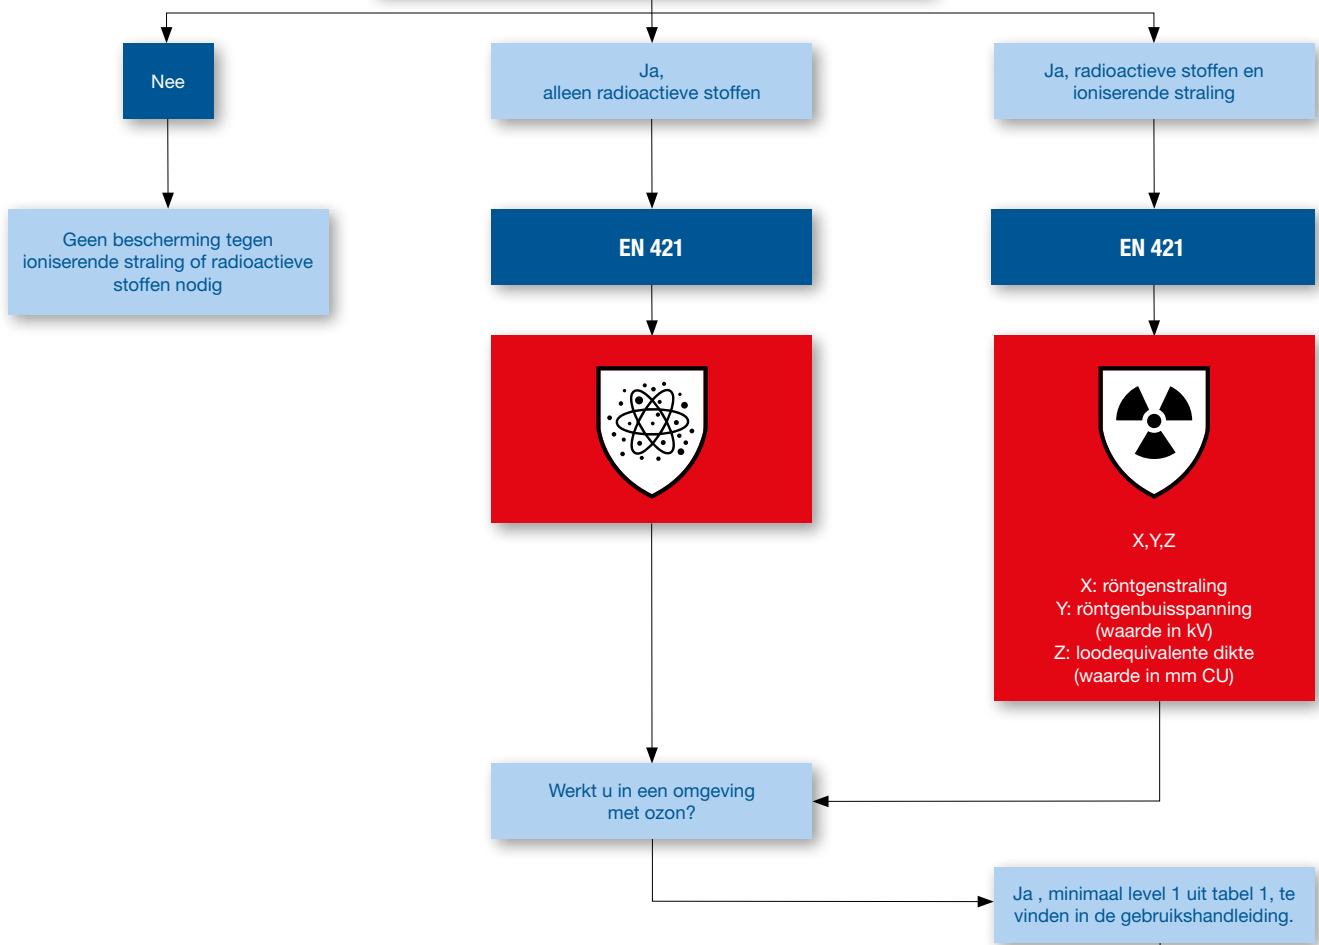 Nee
Ja,
alleen radioactieve stoffen
Ja, radioactieve stoffen en
ioniserende straling
Geen bescherming tegen
ioniserende straling of radioactieve
stoffen nodig
EN 421
EN 421
X,Y,Z
X: röntgenstraling
Y: röntgenbuisspanning
(waarde in kV)
Z: loodequivalente dikte
(waarde in mm CU)
Werkt u in een omgeving
met ozon?
Ja , minimaal level 1 uit tabel 1, te
vinden in de gebruikshandleiding.